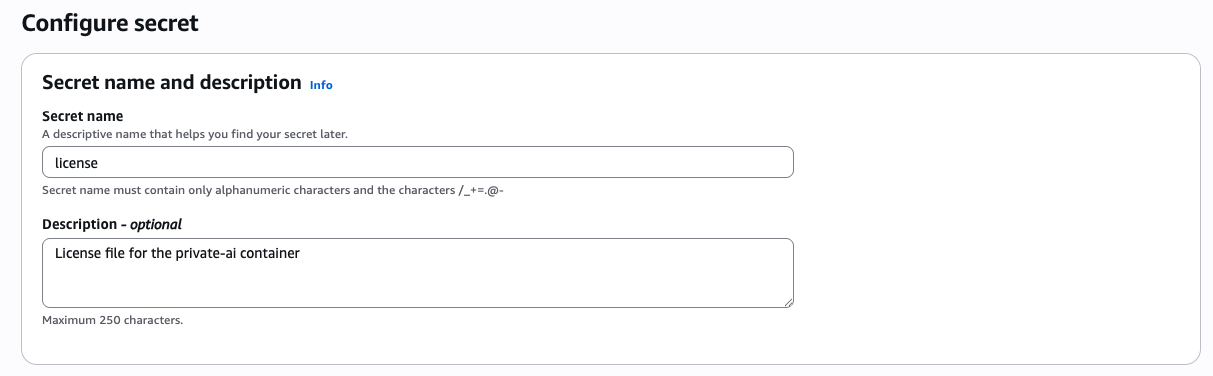 Configure secret
Secret name and description Info
Secret name
A descriptive name that helps you find your secret later.
license
Secret name must contain only alphanumeric characters and the characters /_+=.@-
Description - optional
License file for the private-ai container
Maximum 250 characters.